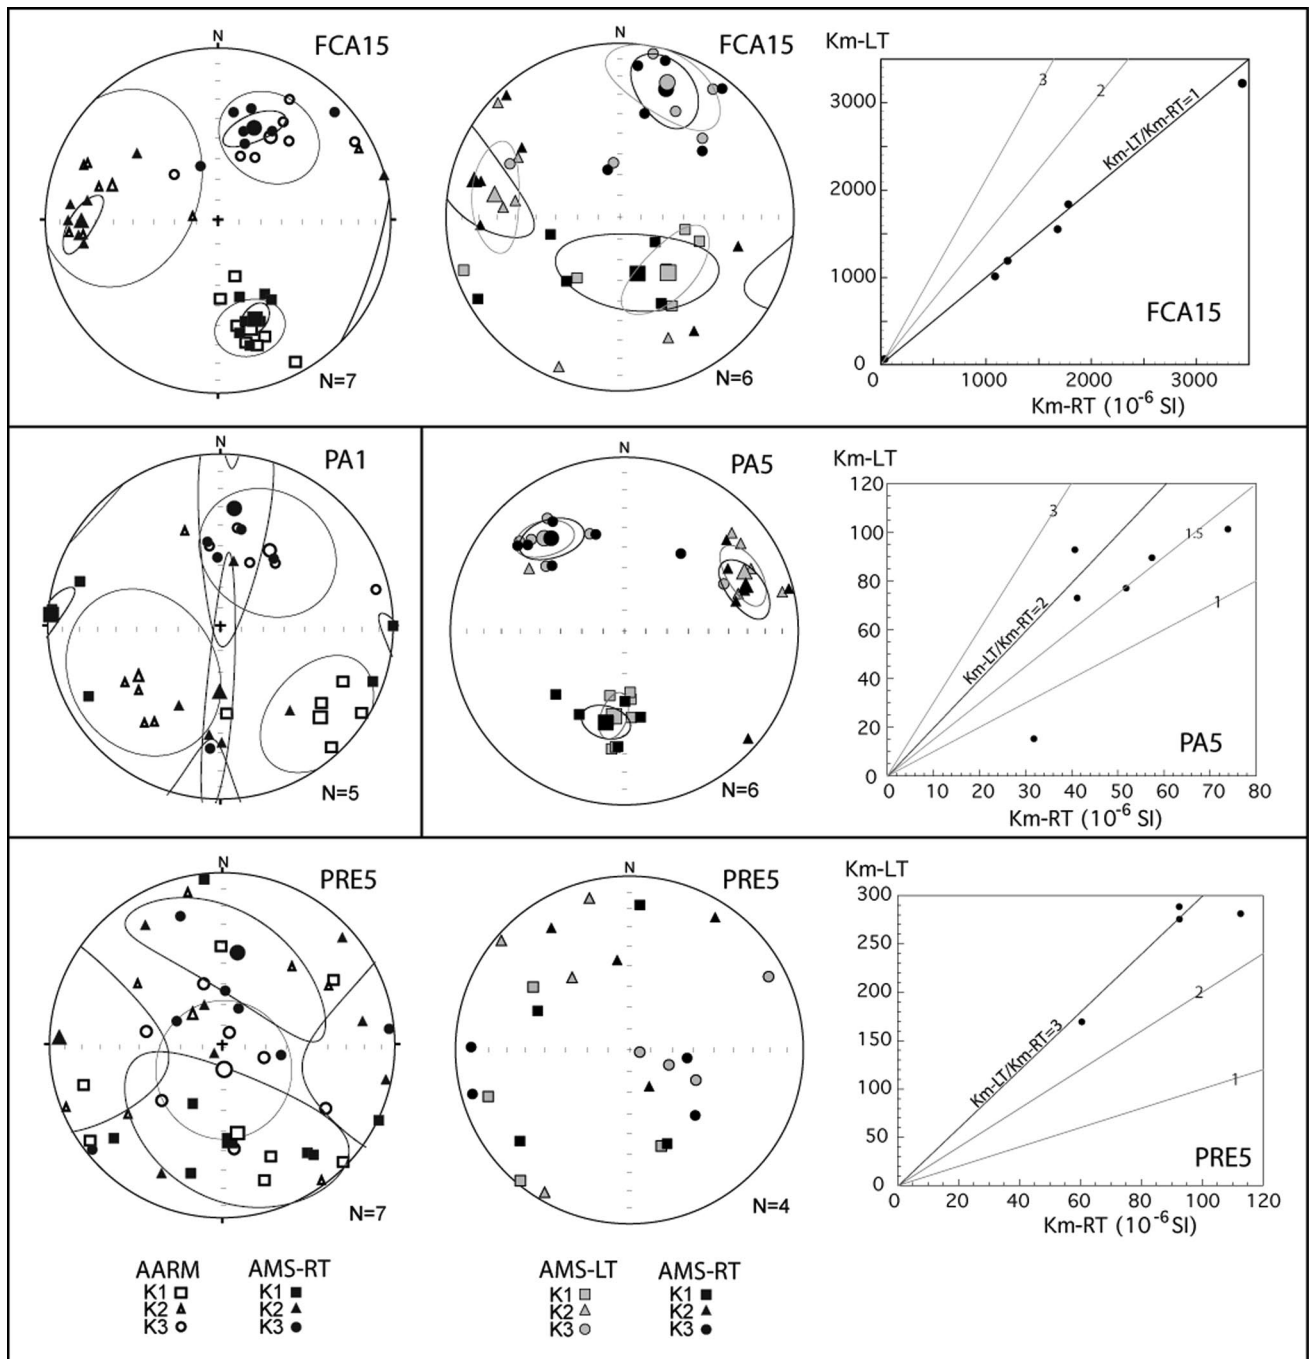 N
FCA15
N=7
N
FCA15
N=6
Km-LT
3
2
Km-LT/Km-RT=1
3000
2000
1000
0
FCA15
0 1000 2000 3000
Km-RT (10⁻⁶ SI)
N
PA1
N=5
N
PA5
N=6
Km-LT
120
100
80
60
40
20
0
3
1.5
Km-LT/Km-RT=2
1
PA5
0 10 20 30 40 50 60 70 80
Km-RT (10⁻⁶ SI)
N
PRE5
N=7
N
PRE5
N=4
Km-LT
300
250
200
150
100
50
0
2
Km-LT/Km-RT=3
1
PRE5
0 20 40 60 80 100 120
Km-RT (10⁻⁶ SI)
AARM AMS-RT
K1 K1
K2 K2
K3 K3
AMS-LT AMS-RT
K1 K1
K2 K2
K3 K3